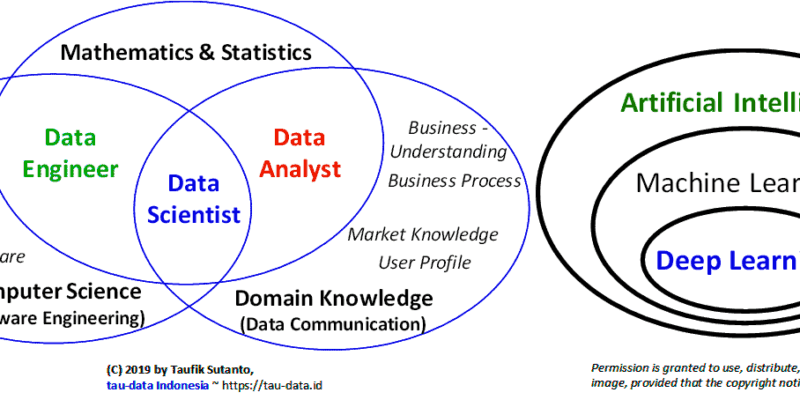 Mathematics & Statistics
Data
Engineer
Data
Analyst
Data
Scientist
Business -
Understanding
Business Process
Market Knowledge
User Profile
are
nputer Science
ware Engineering)
Domain Knowledge
(Data Communication)
(C) 2019 by Taufik Sutanto,
tau-data Indonesia ~ https://tau-data.id
Artificial Intelli
Machine Lear
Deep Learni
Permission is granted to use, distribute,
image, provided that the copyright noti